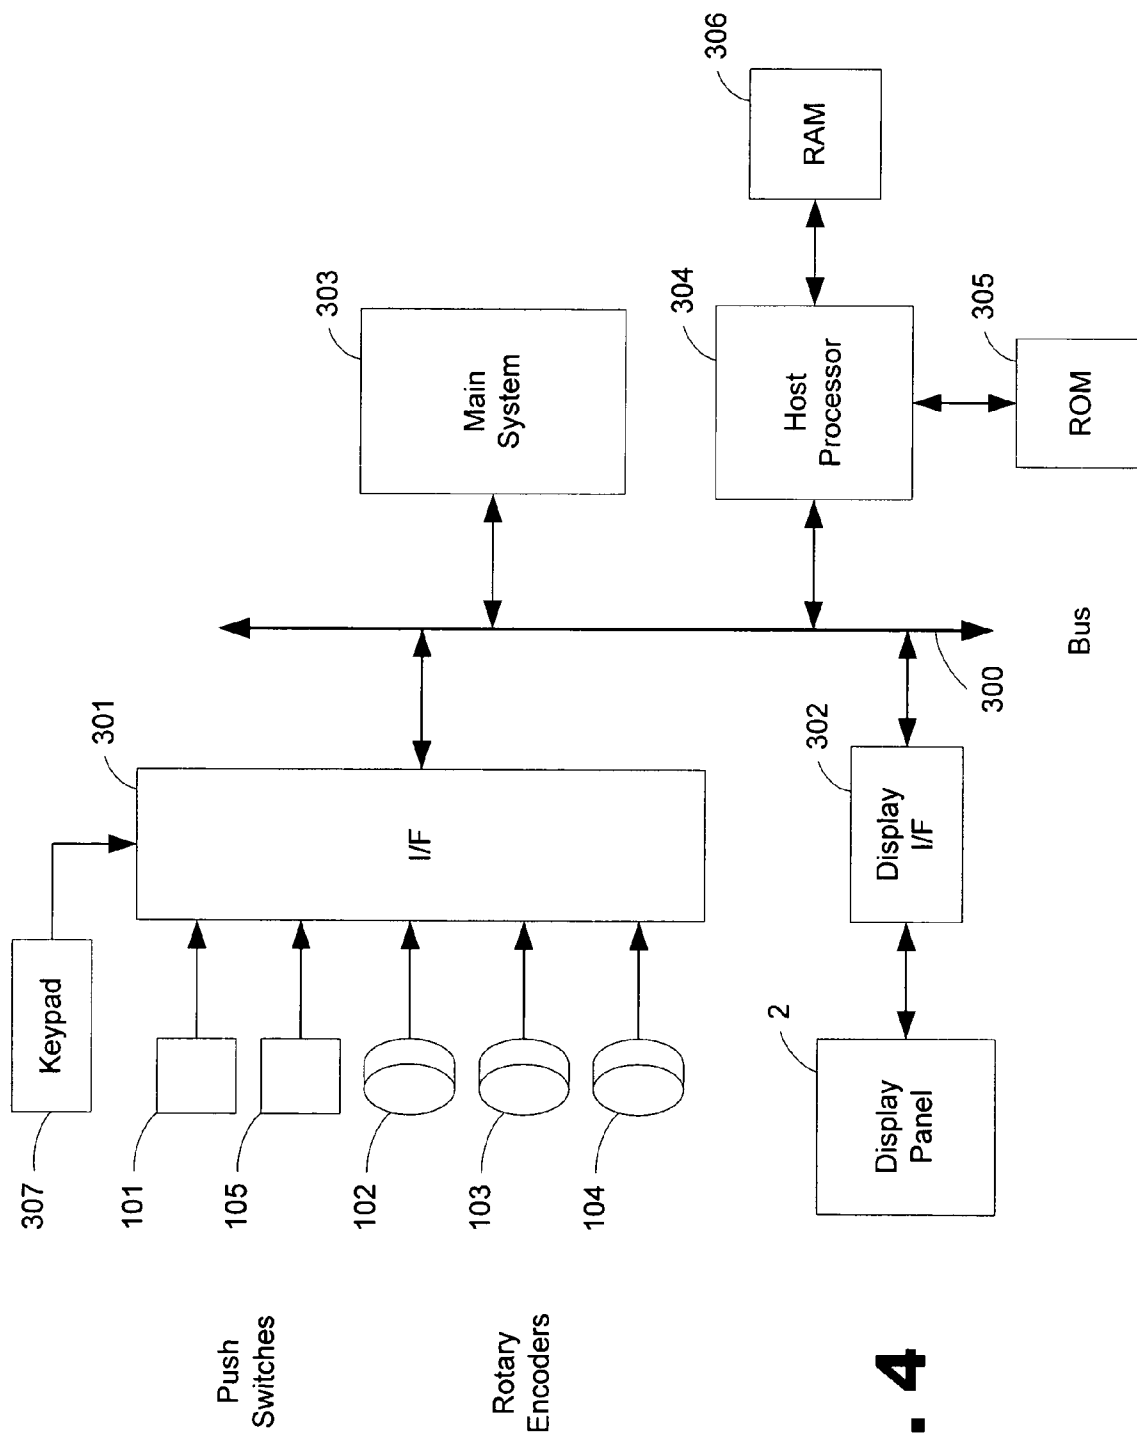 307
Keypad
101
301
Push
Switches
105
303
102
I/F
Main
System
103
Rotary
Encoders
104
304
306
2
302
Host
Processor
RAM
Display
Panel
Display
I/F
. 4
300
305
Bus
ROM